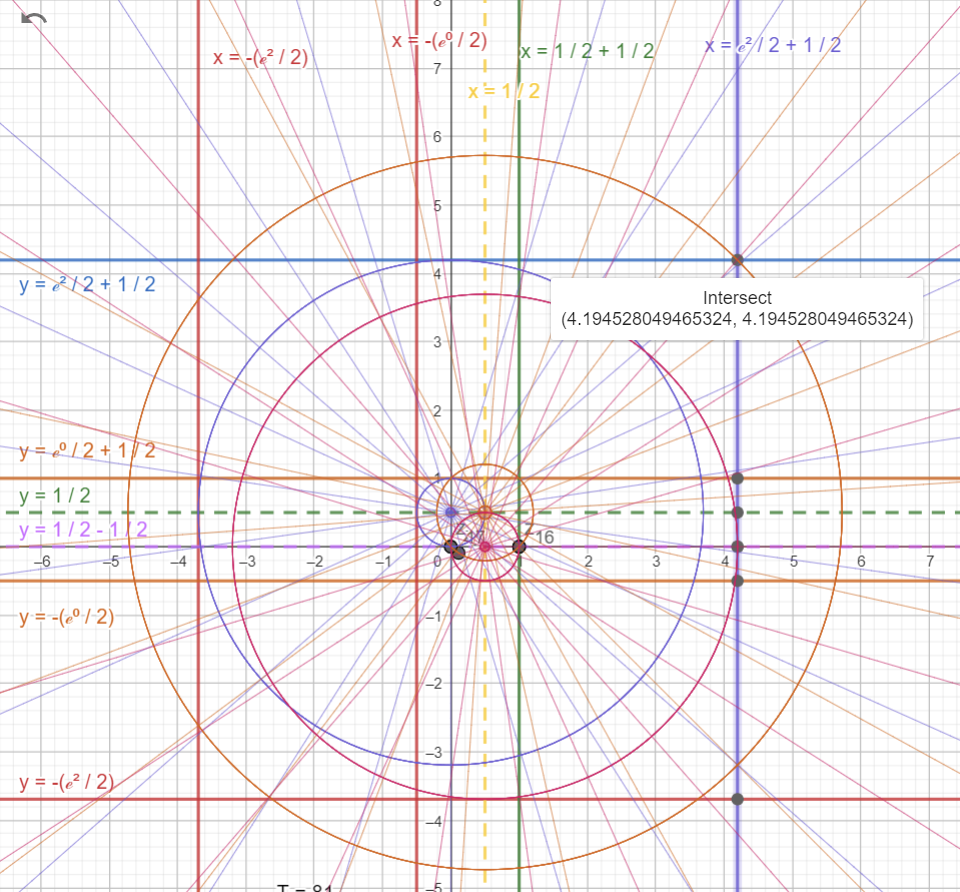 8
x = -(ℯ⁰ / 2)
x = 1 / 2 + 1 / 2
x = ℯ² / 2 + 1 / 2
x = -(ℯ² / 2)
7
x = 1 / 2
6
5
4
y = ℯ² / 2 + 1 / 2
Intersect
(4.194528049465324, 4.194528049465324)
3
2
y = ℯ⁰ / 2 + 1 / 2
1
y = 1 / 2
y = 1 / 2 - 1 / 2
16
–6 –5 –4 –3 –2 –1 0 1 2 3 4 5 6 7
y = -(ℯ⁰ / 2)
–1
–2
–3
y = -(ℯ² / 2)
–4
T = 81
–5